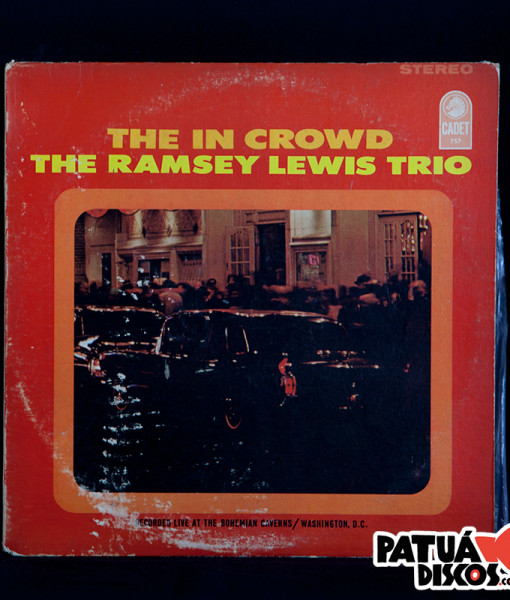 STEREO
CADET
757
THE IN CROWD
THE RAMSEY LEWIS TRIO
RECORDED LIVE AT THE BOHEMIAN CAVERNS/WASHINGTON, D.C.
PATUÁ
DISCOS